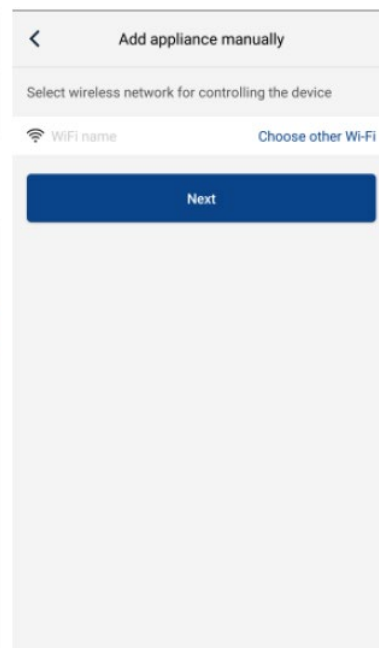 Add appliance manually
Select wireless network for controlling the device
WiFi name Choose other Wi-Fi
Next